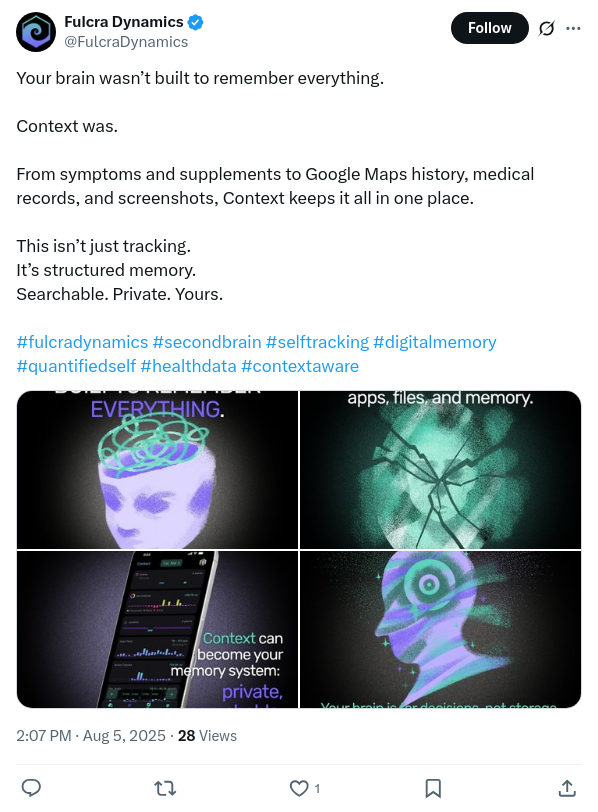 Fulcra Dynamics
@FulcraDynamics
Follow
Your brain wasn’t built to remember everything.
Context was.
From symptoms and supplements to Google Maps history, medical
records, and screenshots, Context keeps it all in one place.
This isn’t just tracking.
It’s structured memory.
Searchable. Private. Yours.
#fulcradynamics #secondbrain #selftracking #digitalmemory
#quantifiedself #healthdata #contextaware
BUILT TO REMEMBER
EVERYTHING.
apps, files, and memory.
Context can
become your
memory system:
private,
Your brain is for decisions, not storage.
2:07 PM · Aug 5, 2025 · 28 Views
1